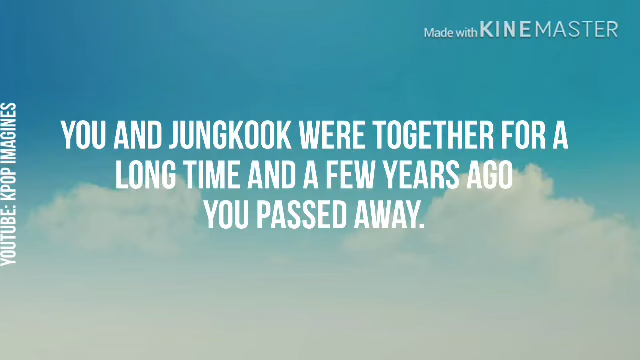 Made with KINEMASTER
YOU AND JUNGKOOK WERE TOGETHER FOR A
LONG TIME AND A FEW YEARS AGO
YOU PASSED AWAY.
YOUTUBE: KPOP IMAGINES